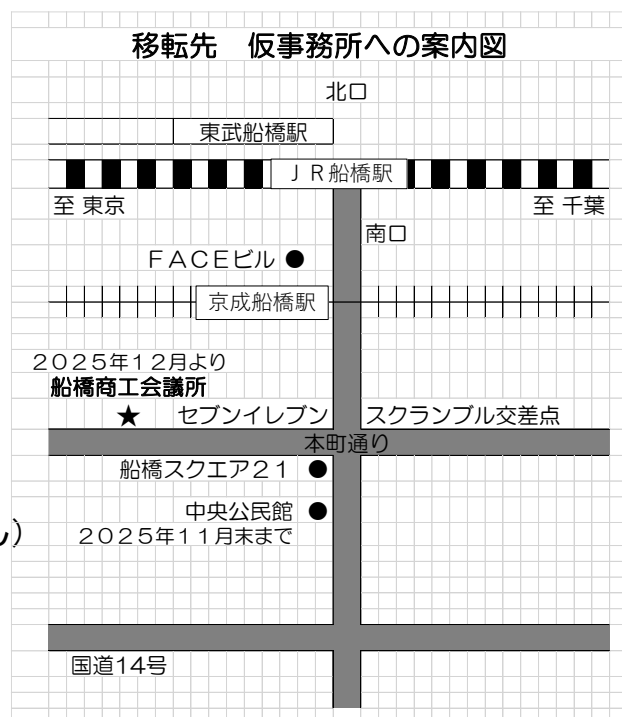 移転先　仮事務所への案内図
北口
東武船橋駅
ＪＲ船橋駅
至 東京
至 千葉
南口
ＦＡＣＥビル ●
京成船橋駅
２０２５年１２月より
船橋商工会議所
★
セブンイレブン
スクランブル交差点
本町通り
船橋スクエア２１ ●
中央公民館 ●
２０２５年１１月末まで
）
国道14号